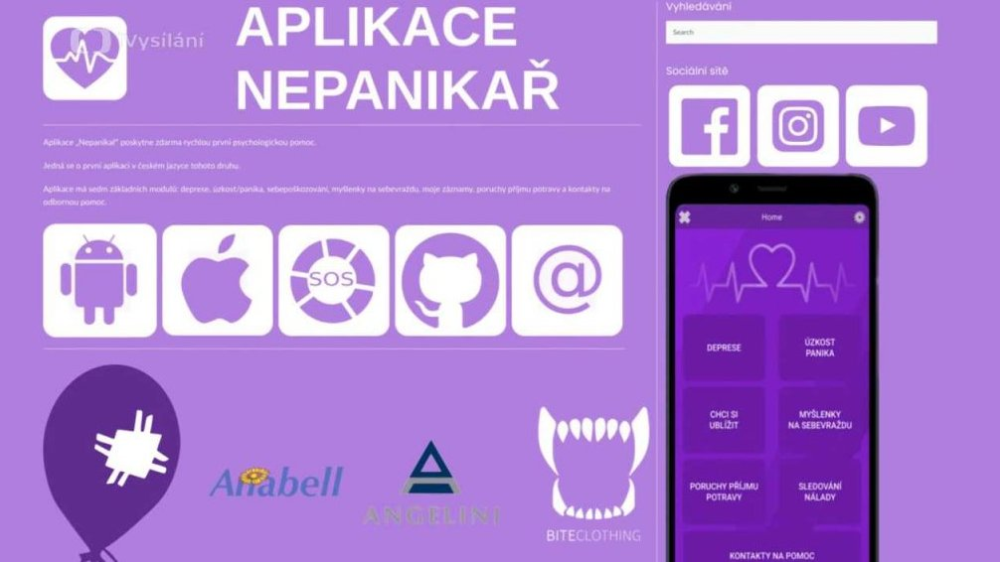 Vysílání
APLIKACE
NEPANIKAŘ
Aplikace „Nepanikař“ poskytne zdarma rychlou první psychologickou pomoc.
Jedná se o první aplikaci v českém jazyce tohoto druhu.
Aplikace má sedm základních modulů: deprese, úzkost/panika, sebepoškozování, myšlenky na sebevraždu, moje záznamy, poruchy příjmu potravy a kontakty na
odbornou pomoc.
SOS
@
Anabell
ANGELINI
BITECLOTHING
Vyhledávání
Search
Sociální sítě
Home
DEPRESE
ÚZKOST
PANIKA
CHCI SI
UBLÍŽIT
MYŠLENKY
NA SEBEVRAŽDU
PORUCHY PŘÍJMU
POTRAVY
SLEDOVÁNÍ
NÁLADY
KONTAKTY NA POMOC